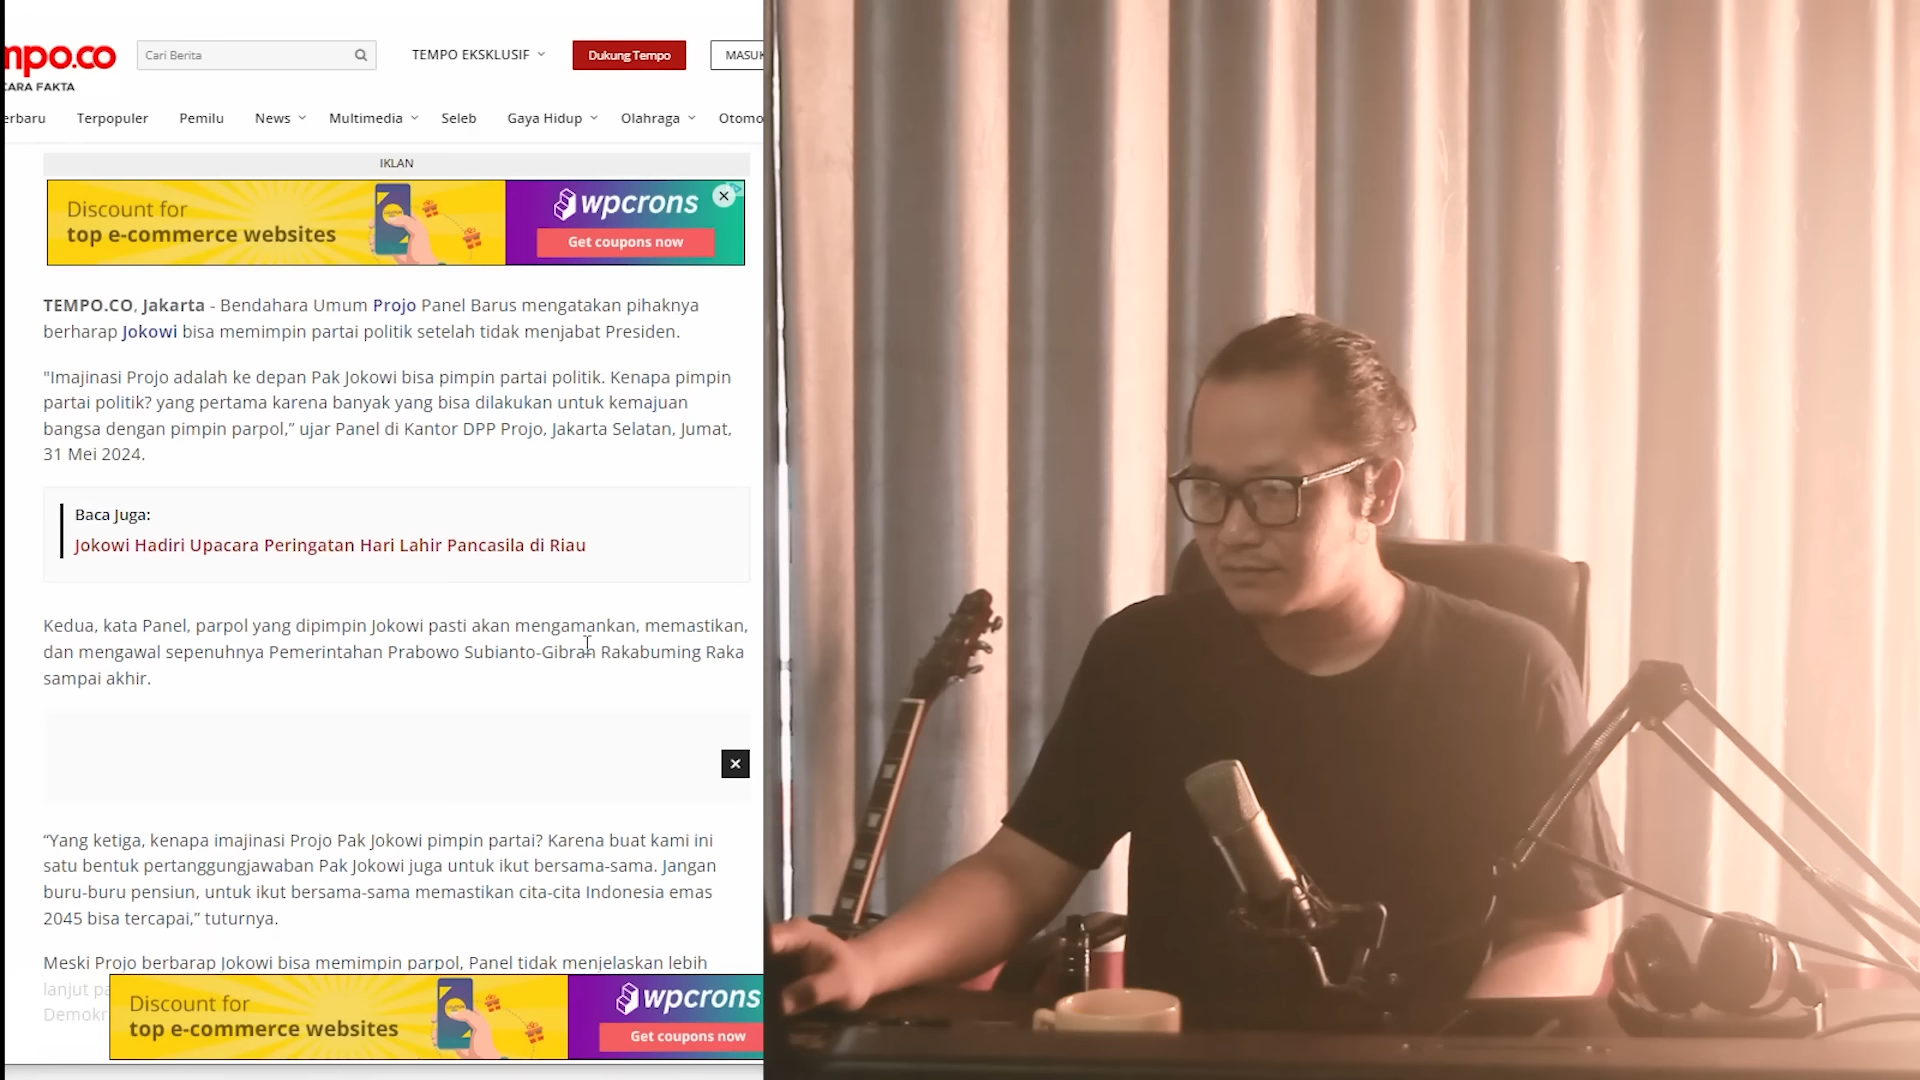 mpo.co
CARA FAKTA
Cari Berita
TEMPO EKSKLUSIF
Dukung Tempo
MASUK
erbaru Terpopuler Pemilu News Multimedia Seleb Gaya Hidup Olahraga Otomo
IKLAN
Discount for
top e-commerce websites
wpcrons
Get coupons now
TEMPO.CO, Jakarta - Bendahara Umum Projo Panel Barus mengatakan pihaknya
berharap Jokowi bisa memimpin partai politik setelah tidak menjabat Presiden.
"Imajinasi Projo adalah ke depan Pak Jokowi bisa pimpin partai politik. Kenapa pimpin
partai politik? yang pertama karena banyak yang bisa dilakukan untuk kemajuan
bangsa dengan pimpin parpol,” ujar Panel di Kantor DPP Projo, Jakarta Selatan, Jumat,
31 Mei 2024.
Baca Juga:
Jokowi Hadiri Upacara Peringatan Hari Lahir Pancasila di Riau
Kedua, kata Panel, parpol yang dipimpin Jokowi pasti akan mengamankan, memastikan,
dan mengawal sepenuhnya Pemerintahan Prabowo Subianto-Gibran Rakabuming Raka
sampai akhir.
“Yang ketiga, kenapa imajinasi Projo Pak Jokowi pimpin partai? Karena buat kami ini
satu bentuk pertanggungjawaban Pak Jokowi juga untuk ikut bersama-sama. Jangan
buru-buru pensiun, untuk ikut bersama-sama memastikan cita-cita Indonesia emas
2045 bisa tercapai,” tuturnya.
Meski Projo berharap Jokowi bisa memimpin parpol, Panel tidak menjelaskan lebih
lanjut pa
Demokr
Discount for
top e-commerce websites
wpcrons
Get coupons now